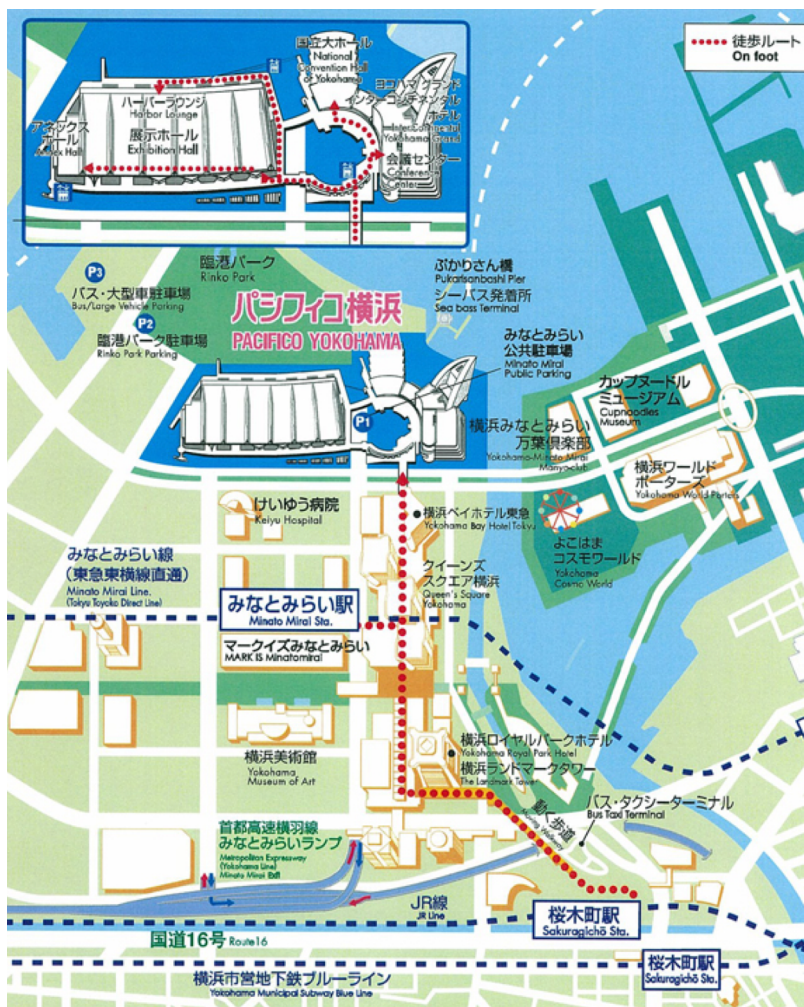 徒歩ルート
On foot
国立大ホール
National
Convention Hall
of Yokohama
ヨコハマ グランド
インターコンチネンタル
ホテル
InterContinental
Yokohama Grand
ハーバーラウンジ
Harbor Lounge
アネックス
ホール
Annex Hall
展示ホール
Exhibition Hall
会議センター
Conference
Center
P3
バス・大型車駐車場
Bus/Large Vehicle Parking
臨港パーク
Rinko Park
ぷかりさん橋
Pukarisanbashi Pier
シーバス発着所
Sea bass Terminal
P2
臨港パーク駐車場
Rinko Park Parking
パシフィコ横浜
PACIFICO YOKOHAMA
みなとみらい
公共駐車場
Minato Mirai
Public Parking
カップヌードル
ミュージアム
Cupnoodles
Museum
P1
横浜みなとみらい
万葉倶楽部
Yokohama-Minato Mirai
Manyo-club
横浜ワールド
ポーターズ
Yokohama World Porters
けいゆう病院
Keiyu Hospital
横浜ベイホテル東急
Yokohama Bay Hotel Tokyu
よこはま
コスモワールド
Yokohama
Cosmo World
みなとみらい線
(東急東横線直通)
Minato Mirai Line.
(Tokyu Toyoko Direct Line)
クイーンズ
スクエア横浜
Queen's Square
Yokohama
みなとみらい駅
Minato Mirai Sta.
マークイズみなとみらい
MARK IS Minatomirai
横浜美術館
Yokohama
Museum of Art
横浜ロイヤルパークホテル
Yokohama Royal Park Hotel
横浜ランドマークタワー
The Landmark Tower
動く歩道
Moving Walkway
バス・タクシーターミナル
Bus Taxi Terminal
首都高速横羽線
みなとみらいランプ
Metropolitan Expressway
(Yokohama Line)
Minato Mirai Exit
JR線
JR Line
桜木町駅
Sakuragichō Sta.
国道16号 Route16
桜木町駅
Sakuragichō Sta.
横浜市営地下鉄ブルーライン
Yokohama Municipal Subway Blue Line